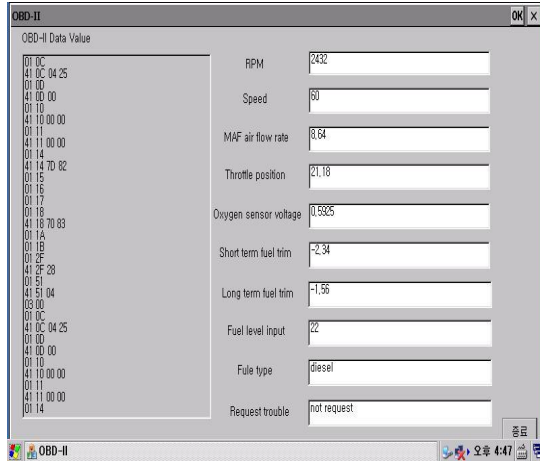 OBD-II
OK ×
OBD-II Data Value
01 0C
41 0C 04 25
01 0D
41 0D 00
01 10
41 10 00 00
01 11
41 11 00 00
01 14
41 14 7D 82
01 15
01 16
01 17
01 18
41 18 70 83
01 1A
01 1B
01 2F
41 2F 28
01 51
41 51 04
03 00
01 0C
41 0C 04 25
01 0D
41 0D 00
01 10
41 10 00 00
01 11
41 11 00 00
01 14
RPM 2432
Speed 60
MAF air flow rate 8,64
Throttle position 21,18
Oxygen sensor voltage 0,5925
Short term fuel trim -2,34
Long term fuel trim -1,56
Fuel level input 22
Fule type diesel
Request trouble not request
종료
OBD-II
오후 4:47